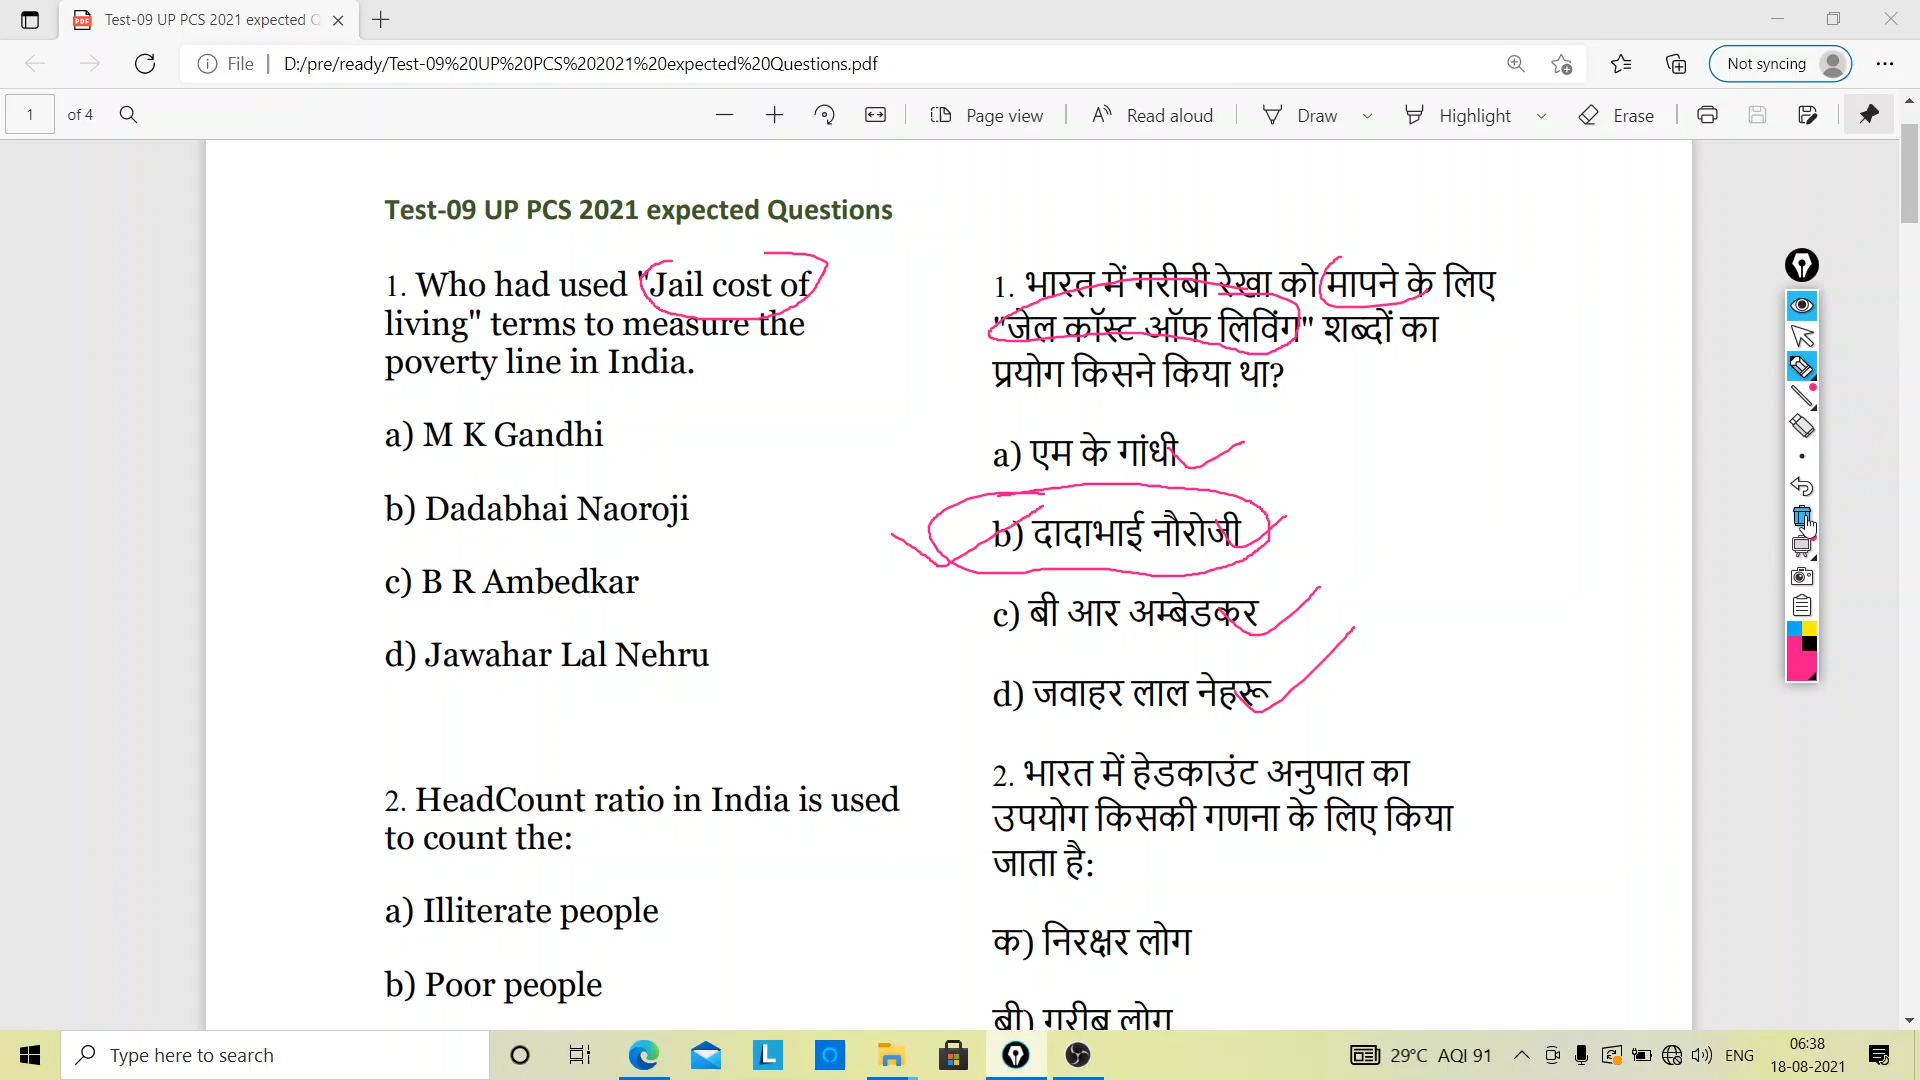 Test-09 UP PCS 2021 expected Q
File
D:/pre/ready/Test-09%20UP%20PCS%202021%20expected%20Questions.pdf
Not syncing
1
of 4
Page view
Read aloud
Draw
Highlight
Erase
Test-09 UP PCS 2021 expected Questions
1. Who had used "Jail cost of
living" terms to measure the
poverty line in India.
a) M K Gandhi
b) Dadabhai Naoroji
c) B R Ambedkar
d) Jawahar Lal Nehru
2. HeadCount ratio in India is used
to count the:
a) Illiterate people
b) Poor people
1. भारत में गरीबी रेखा को मापने के लिए
"जेल कॉस्ट ऑफ लिविंग" शब्दों का
प्रयोग किसने किया था?
a) एम के गांधी
b) दादाभाई नौरोजी
c) बी आर अम्बेडकर
d) जवाहर लाल नेहरू
2. भारत में हेडकाउंट अनुपात का
उपयोग किसकी गणना के लिए किया
जाता है:
क) निरक्षर लोग
बी) गरीब लोग
Type here to search
29°C AQI 91
ENG
06:38
18-08-2021